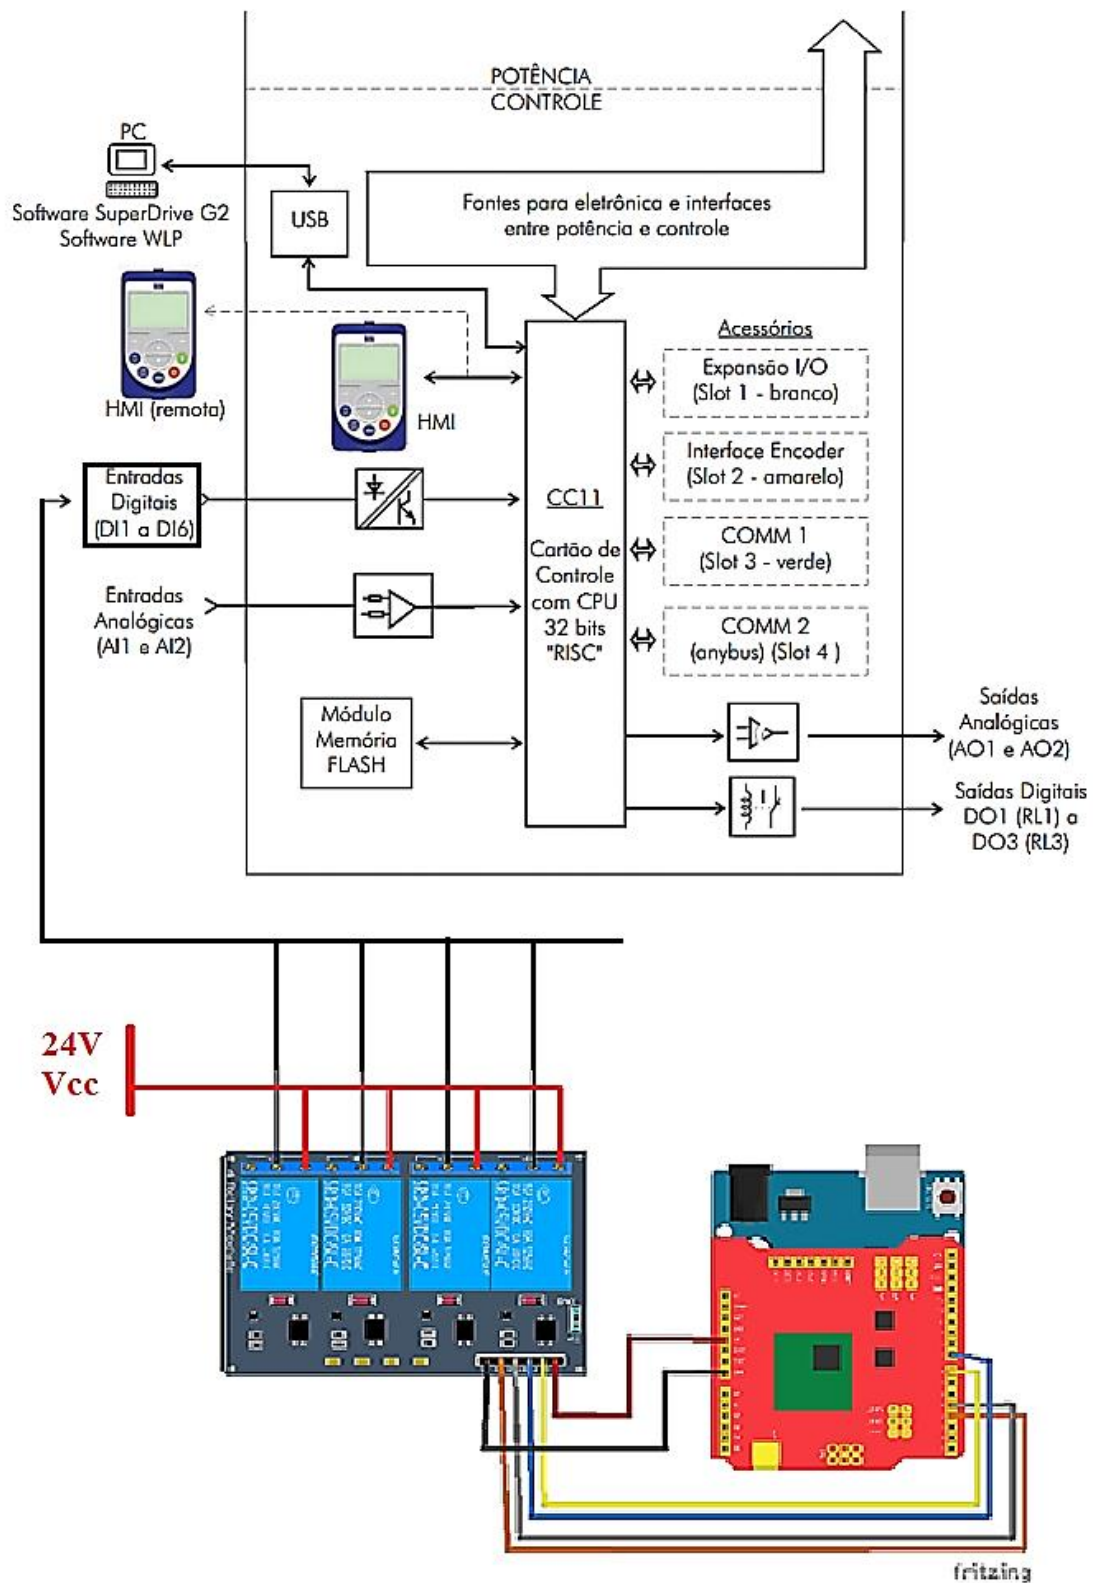 POTÊNCIA
CONTROLE
PC
Software SuperDrive G2
Software WLP
USB
Fontes para eletrônica e interfaces
entre potência e controle
HMI (remota)
HMI
Acessórios
Expansão I/O
(Slot 1 - branco)
Interface Encoder
(Slot 2 - amarelo)
COMM 1
(Slot 3 - verde)
COMM 2
(anybus) (Slot 4 )
Entradas
Digitais
(DI1 a DI6)
Entradas
Analógicas
(AI1 e AI2)
CC11
Cartão de
Controle
com CPU
32 bits
"RISC"
Módulo
Memória
FLASH
Saídas
Analógicas
(AO1 e AO2)
Saídas Digitais
DO1 (RL1) a
DO3 (RL3)
24V
Vcc
fritzing